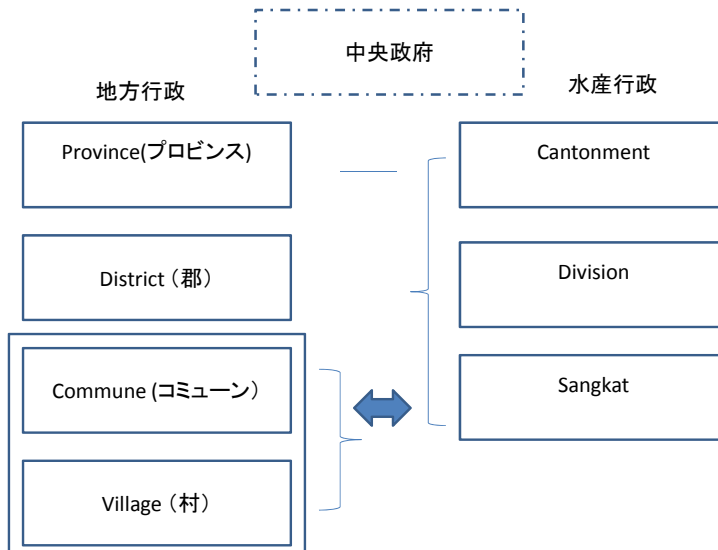 中央政府
地方行政
水産行政
Province(プロビンス)
Cantonment
District（郡）
Division
Commune (コミューン）
Sangkat
Village（村）